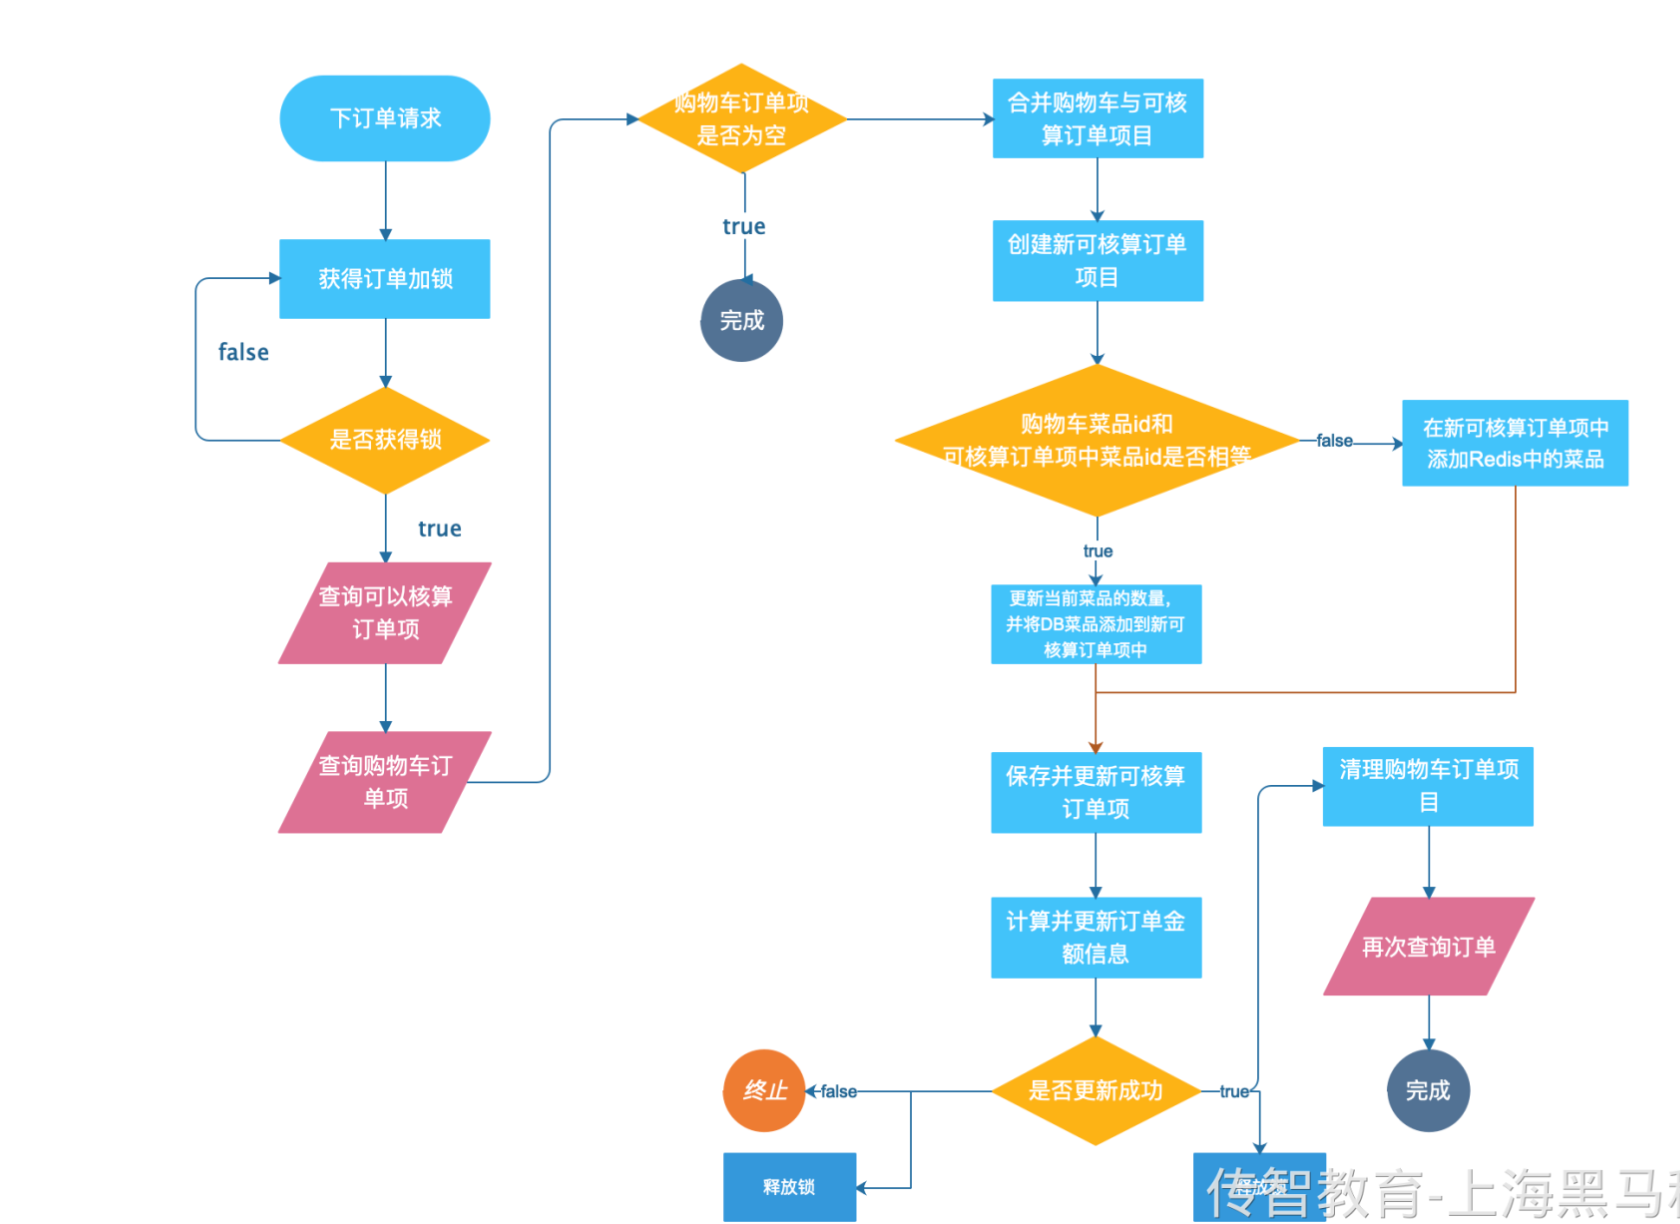 下订单请求
获得订单加锁
false
是否获得锁
true
查询可以核算
订单项
查询购物车订
单项
购物车订单项
是否为空
true
完成
合并购物车与可核
算订单项目
创建新可核算订单
项目
购物车菜品id和
可核算订单项中菜品id是否相等
false
在新可核算订单项中
添加Redis中的菜品
true
更新当前菜品的数量，
并将DB菜品添加到新可
核算订单项中
保存并更新可核算
订单项
计算并更新订单金
额信息
是否更新成功
false
终止
释放锁
true
释放锁
清理购物车订单项
目
再次查询订单
完成
传智教育-上海黑马